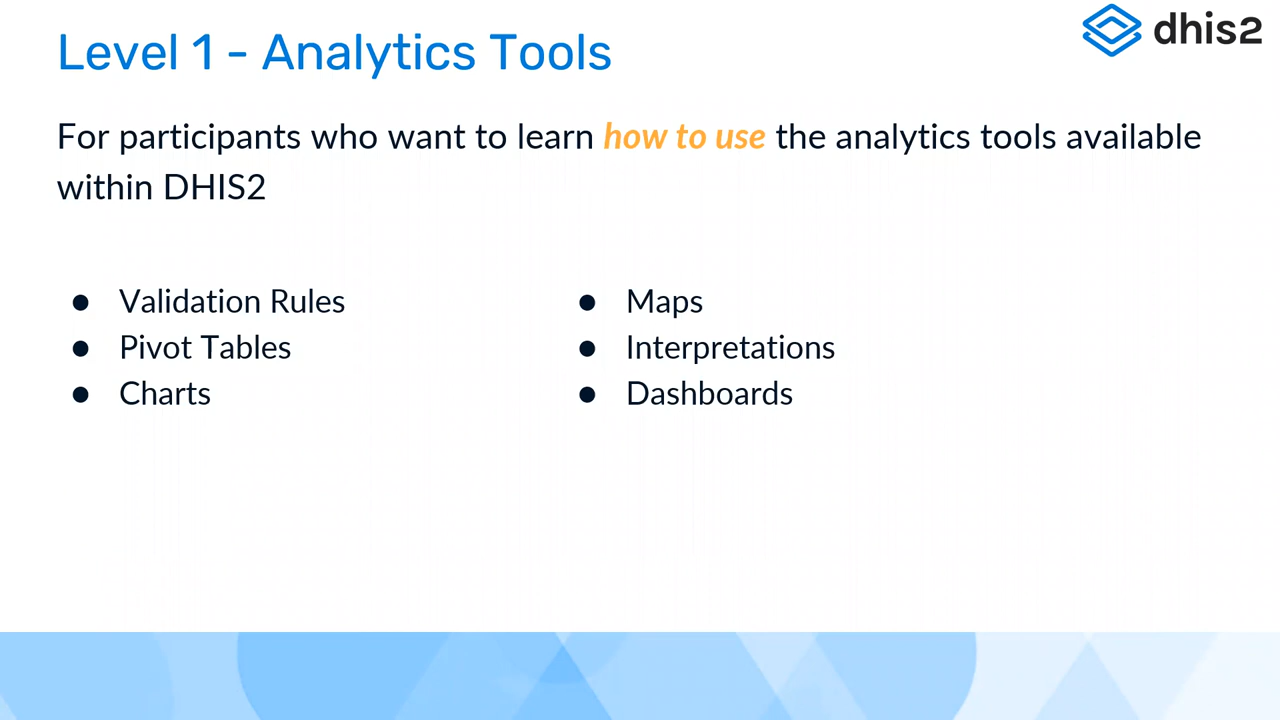 Level 1 - Analytics Tools
dhis2
For participants who want to learn how to use the analytics tools available
within DHIS2
● Validation Rules
● Pivot Tables
● Charts
● Maps
● Interpretations
● Dashboards